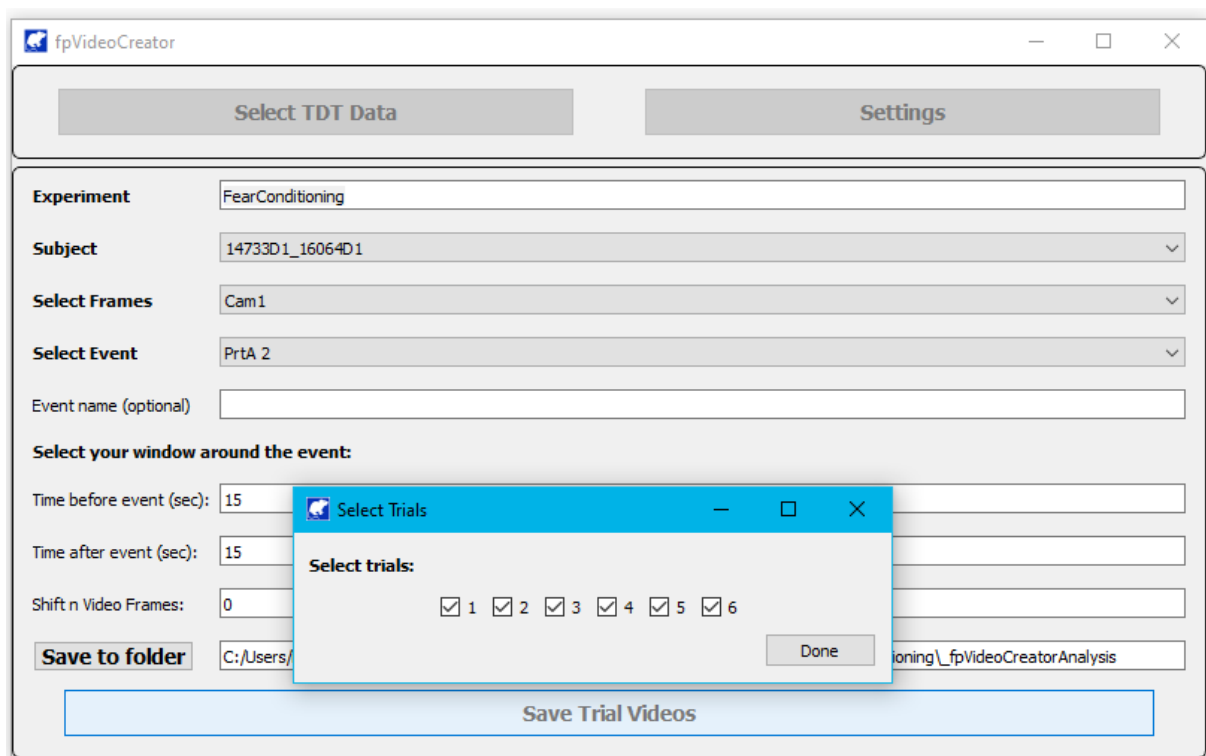 fpVideoCreator
Select TDT Data Settings
Experiment FearConditioning
Subject 14733D1_16064D1
Select Frames Cam1
Select Event PrtA 2
Event name (optional)
Select your window around the event:
Time before event (sec): 15
Select Trials
Time after event (sec): 15
Select trials:
Shift n Video Frames: 0
1 2 3 4 5 6
Done
Save to folder C:/Users/ ioning\_fpVideoCreatorAnalysis
Save Trial Videos